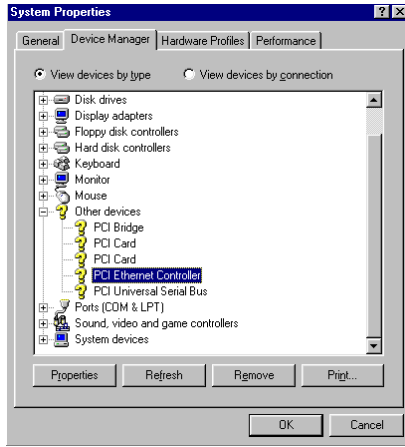 System Properties
General Device Manager Hardware Profiles Performance
View devices by type View devices by connection
Disk drives
Display adapters
Floppy disk controllers
Hard disk controllers
Keyboard
Monitor
Mouse
Other devices
PCI Bridge
PCI Card
PCI Card
PCI Ethernet Controller
PCI Universal Serial Bus
Ports (COM & LPT)
Sound, video and game controllers
System devices
Properties Refresh Remove Print...
OK Cancel